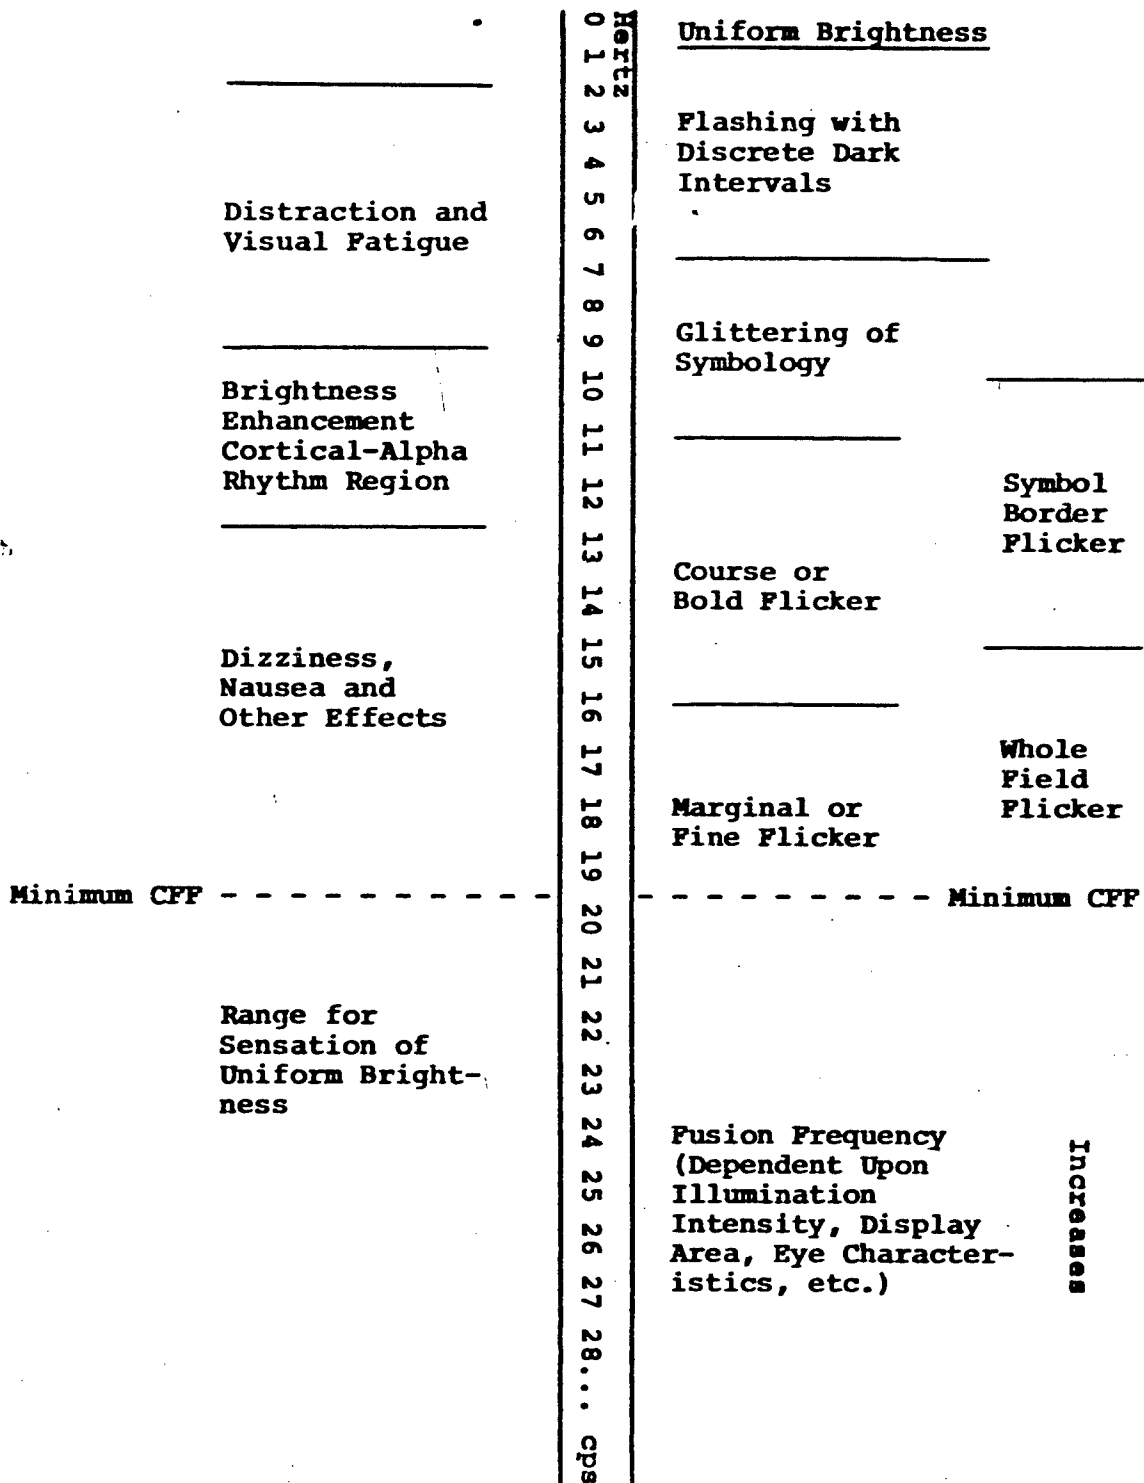 Hertz
0 1 2 3 4 5 6 7 8 9 10 11 12 13 14 15 16 17 18 19 20 21 22 23 24 25 26 27 28... cps
Distraction and
Visual Fatigue
Brightness
Enhancement
Cortical-Alpha
Rhythm Region
Dizziness,
Nausea and
Other Effects
Minimum CFF
Range for
Sensation of
Uniform Bright-
ness
Uniform Brightness
Flashing with
Discrete Dark
Intervals
Glittering of
Symbology
Course or
Bold Flicker
Marginal or
Fine Flicker
Symbol
Border
Flicker
Whole
Field
Flicker
Minimum CFF
Fusion Frequency
(Dependent Upon
Illumination
Intensity, Display
Area, Eye Character-
istics, etc.)
Increases